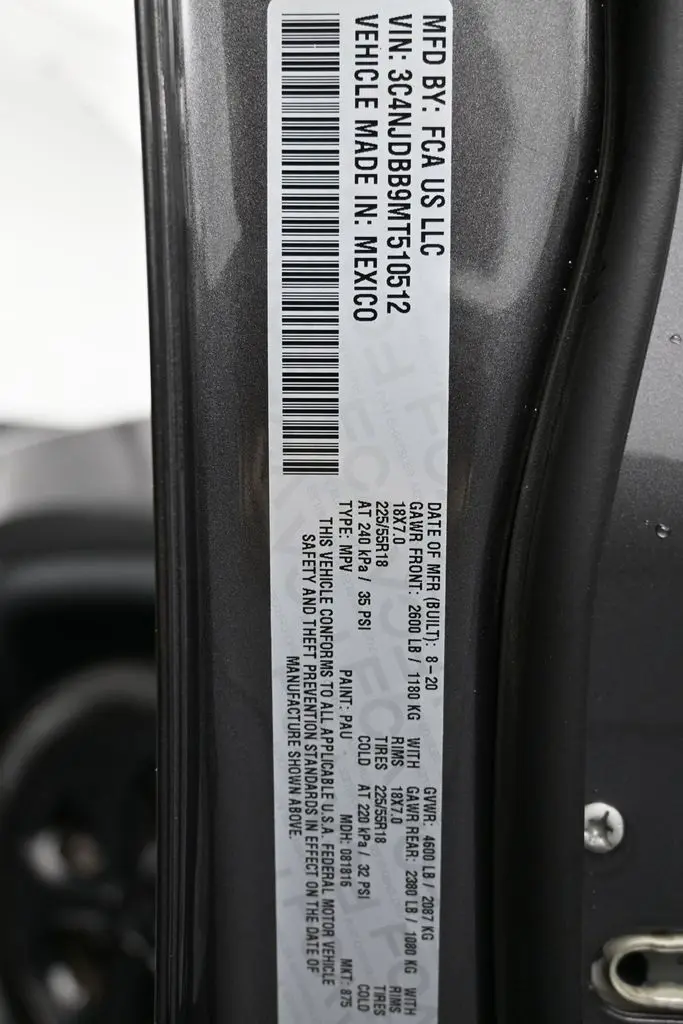 MFD BY: FCA US LLC
VIN: 3C4NJDBB9MT510512
VEHICLE MADE IN: MEXICO
DATE OF MFR (BUILT): 8-20 GVWR: 4600 LB / 2087 KG
GAWR FRONT: 2600 LB / 1180 KG WITH GAWR REAR: 2380 LB / 1080 KG WITH
18X7.0 RIMS 18X7.0 RIMS
225/55R18 TIRES 225/55R18 TIRES
AT 240 kPa / 35 PSI COLD AT 220 kPa / 32 PSI COLD
TYPE: MPV PAINT: PAU MDH: 081816 MKT: 875
THIS VEHICLE CONFORMS TO ALL APPLICABLE U.S.A. FEDERAL MOTOR VEHICLE
SAFETY AND THEFT PREVENTION STANDARDS IN EFFECT ON THE DATE OF
MANUFACTURE SHOWN ABOVE.